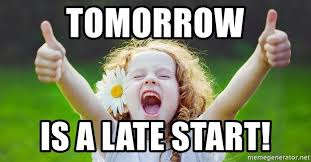 TOMORROW
IS A LATE START!
memegenerator.net